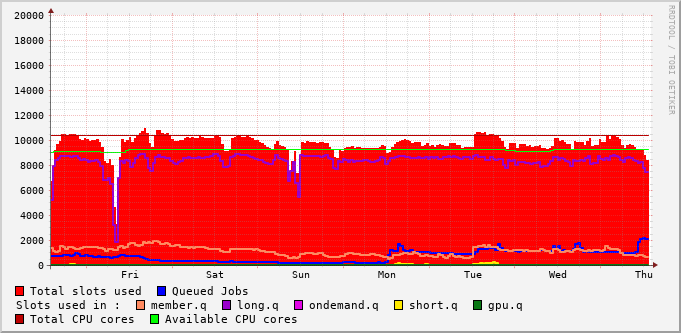 20000
18000
16000
14000
12000
10000
8000
6000
4000
2000
0
Fri Sat Sun Mon Tue Wed Thu
RRDTOOL / TOBI OETIKER
Total slots used Queued Jobs
Slots used in : member.q long.q ondemand.q short.q gpu.q
Total CPU cores Available CPU cores